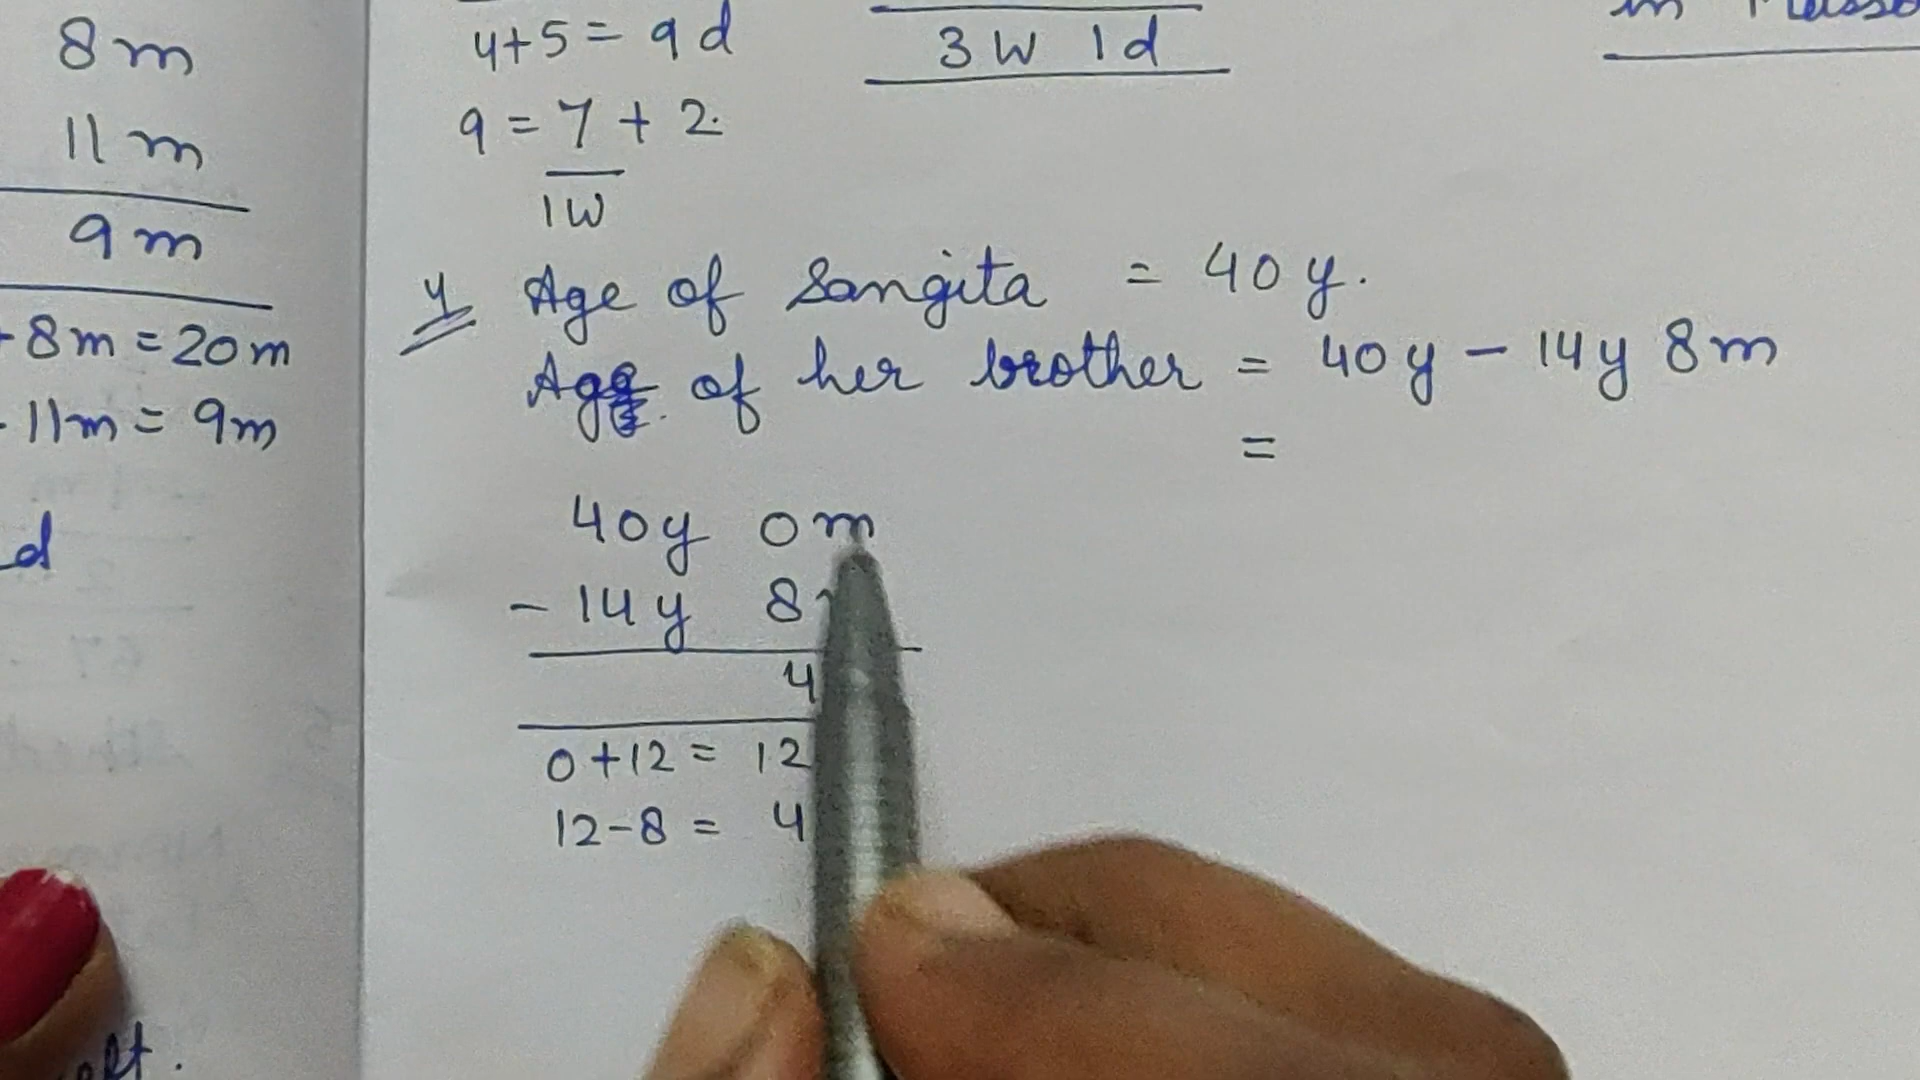 8m
11m
9m
8m = 20m
11m = 9m
d
4+5 = 9d
9 = 7 + 2.
1W
3W 1d
in
4 Age of Sangita = 40y.
Age. of her brother = 40y - 14y 8m
=
40y 0m
- 14y 8
4
0+12 = 12
12-8 = 4